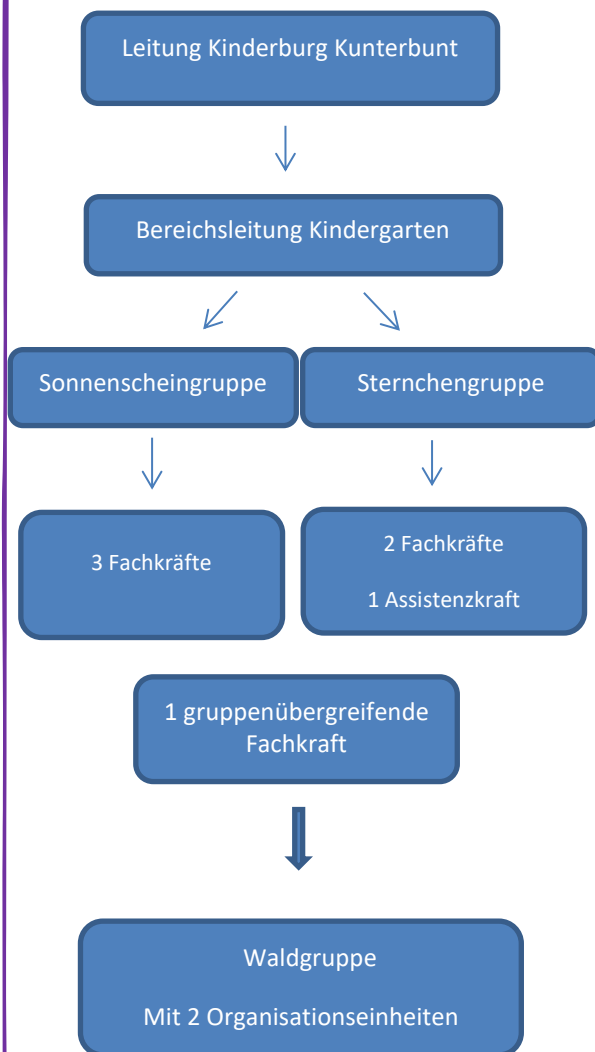 Leitung Kinderburg Kunterbunt
Bereichsleitung Kindergarten
Sonnenscheingruppe
Sternchengruppe
3 Fachkräfte
2 Fachkräfte
1 Assistenzkraft
1 gruppenübergreifende
Fachkraft
Waldgruppe
Mit 2 Organisationseinheiten